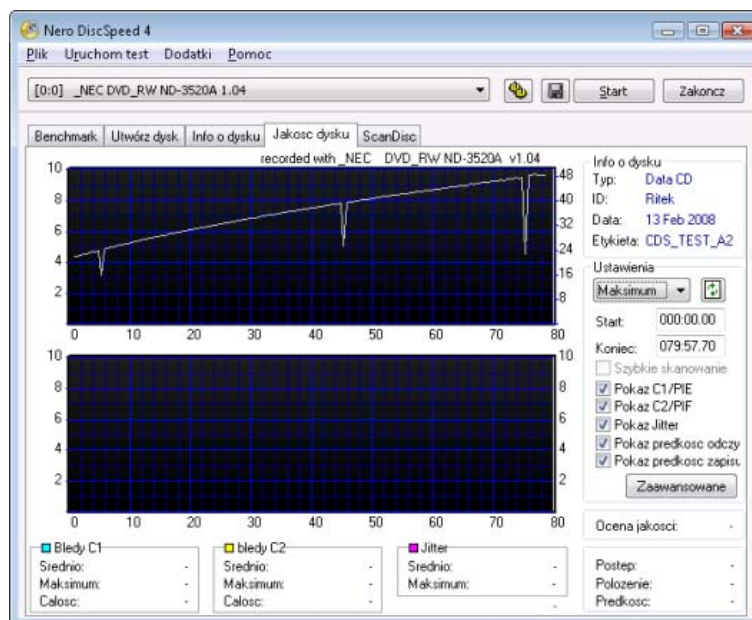 Nero DiscSpeed 4
Plik Uruchom test Dodatki Pomoc
[0:0] _NEC DVD_RW ND-3520A 1.04
Start
Zakoncz
Benchmark
Utwórz dysk
Info o dysku
Jakosc dysku
ScanDisc
recorded with _NEC DVD_RW ND-3520A v1.04
10
8
6
4
2
48
40
32
24
16
8
0 10 20 30 40 50 60 70 80
10
8
6
4
2
10
8
6
4
2
0 10 20 30 40 50 60 70 80
Bledy C1
Srednio: -
Maksimum: -
Calosc: -
bledy C2
Srednio: -
Maksimum: -
Calosc: -
Jitter
Srednio: -
Maksimum: -
-
Info o dysku
Typ: Data CD
ID: Ritek
Data: 13 Feb 2008
Etykieta: CDS_TEST_A2
Ustawienia
Maksimum
Start: 000:00.00
Koniec: 079:57.70
Szybkie skanowanie
Pokaz C1/PIE
Pokaz C2/PIF
Pokaz Jitter
Pokaz predkosc odczy
Pokaz predkosc zapisu
Zaawansowane
Ocena jakosci: -
Postep: -
Polozenie: -
Predkosc: -